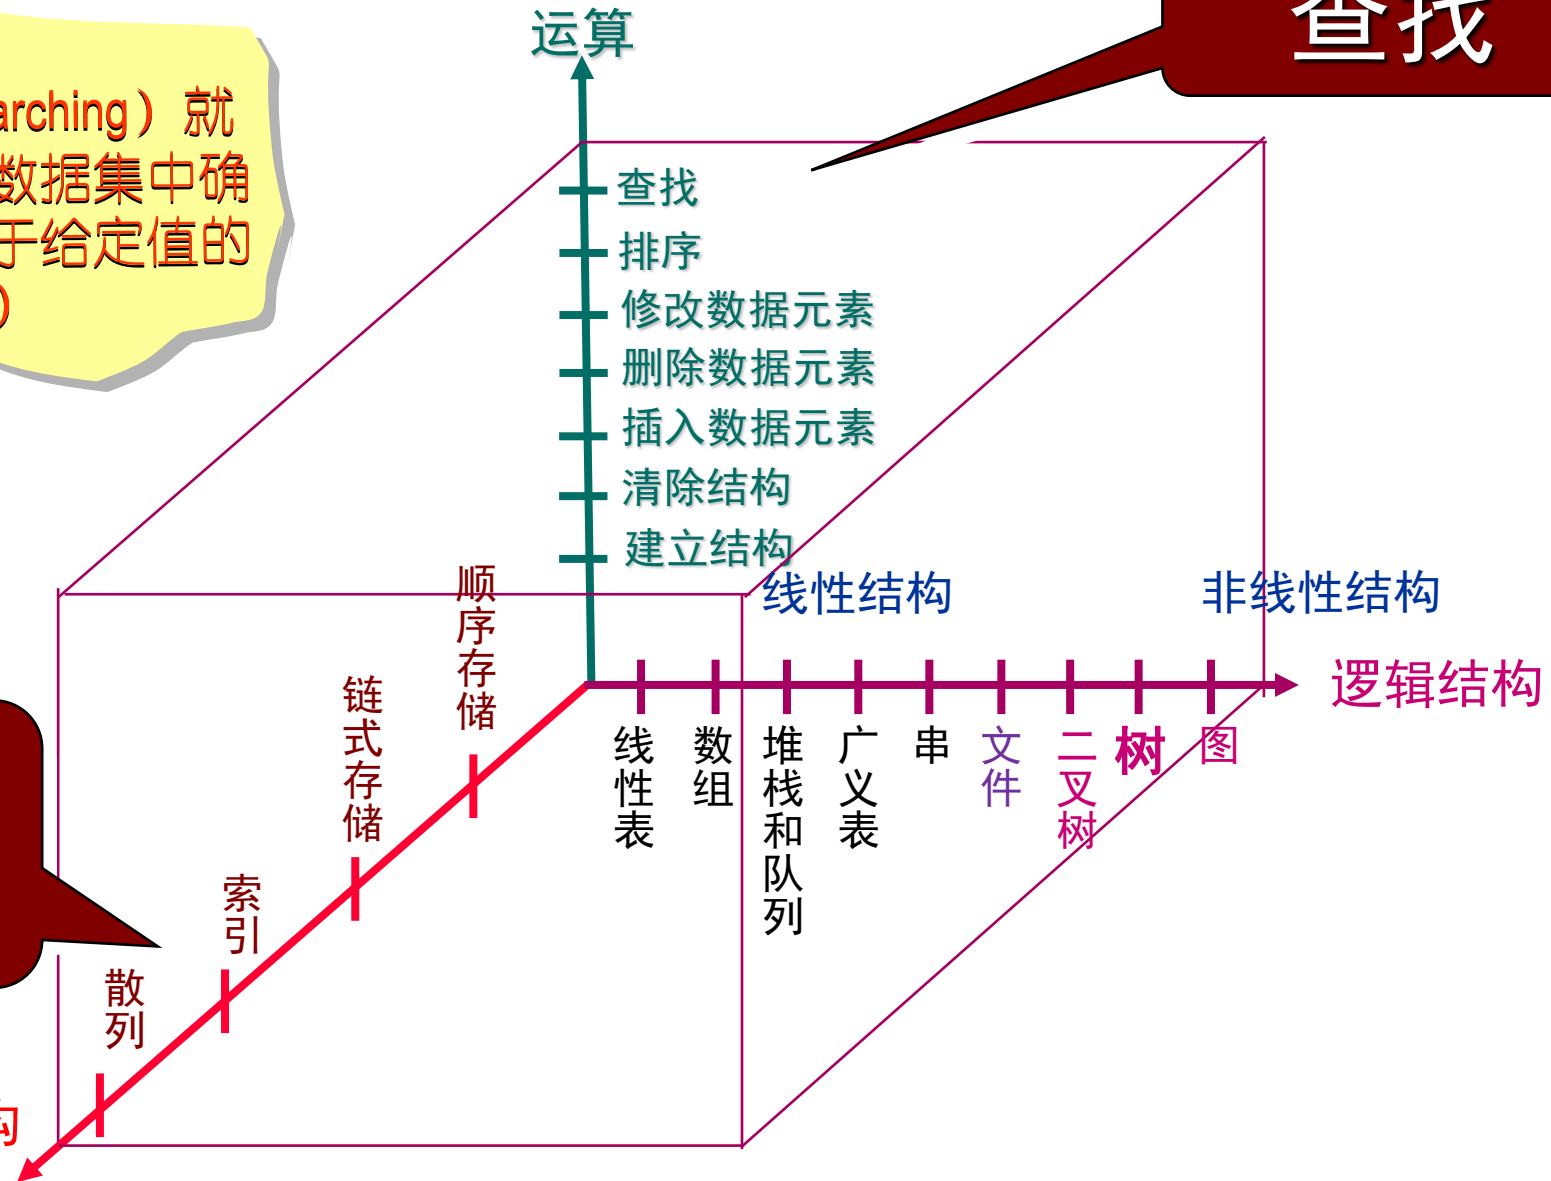 运算
查找
arching）就
数据集中确
于给定值的
）
查找
排序
修改数据元素
删除数据元素
插入数据元素
清除结构
建立结构
线性结构
非线性结构
逻辑结构
顺序存储
链式存储
索引
散列
线性表
数组
堆栈和队列
广义表
串
文件
二叉树
树
图
构